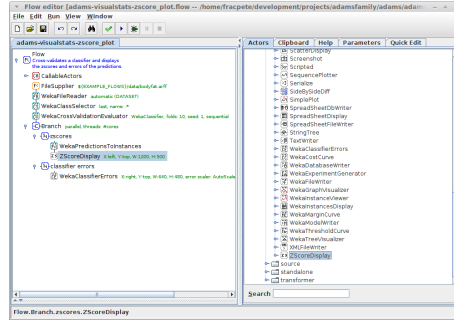 Flow editor [adams-visualstats-zscore_plot.flow] -- /home/fracpete/development/projects/adamsfamily/adams/adams
File Edit Run View Window
adams-visualstats-zscore_plot
Flow
Cross-validates a classifier and displays
the zscores and errors of the predictions.
CallableActors
FileSupplier ${EXAMPLE_FLOWS}/data/bodyfat.arff
WekaFileReader automatic (DATASET)
WekaClassSelector last, name: *
WekaCrossValidationEvaluator WekaClassifier, folds: 10, seed: 1, sequential
Branch parallel, threads: #cores
zscores
WekaPredictionsToInstances
ZScoreDisplay X:left, Y:top, W:1200, H:500
classifier errors
WekaClassifierErrors X:right, Y:top, W:640, H:480, error scaler: AutoScale
Flow.Branch.zscores.ZScoreDisplay
Actors Clipboard Help Parameters Quick Edit
ScatterDisplay
Screenshot
Scripted
SequencePlotter
Serialize
SideBySideDiff
SimplePlot
SpreadSheetDbWriter
SpreadSheetDisplay
SpreadSheetFileWriter
StringTree
TextWriter
WekaClassifierErrors
WekaCostCurve
WekaDatabaseWriter
WekaExperimentGenerator
WekaFileWriter
WekaGraphVisualizer
WekaInstanceViewer
WekaInstancesDisplay
WekaMarginCurve
WekaModelWriter
WekaThresholdCurve
WekaTreeVisualizer
XMLFileWriter
ZScoreDisplay
source
standalone
transformer
Search